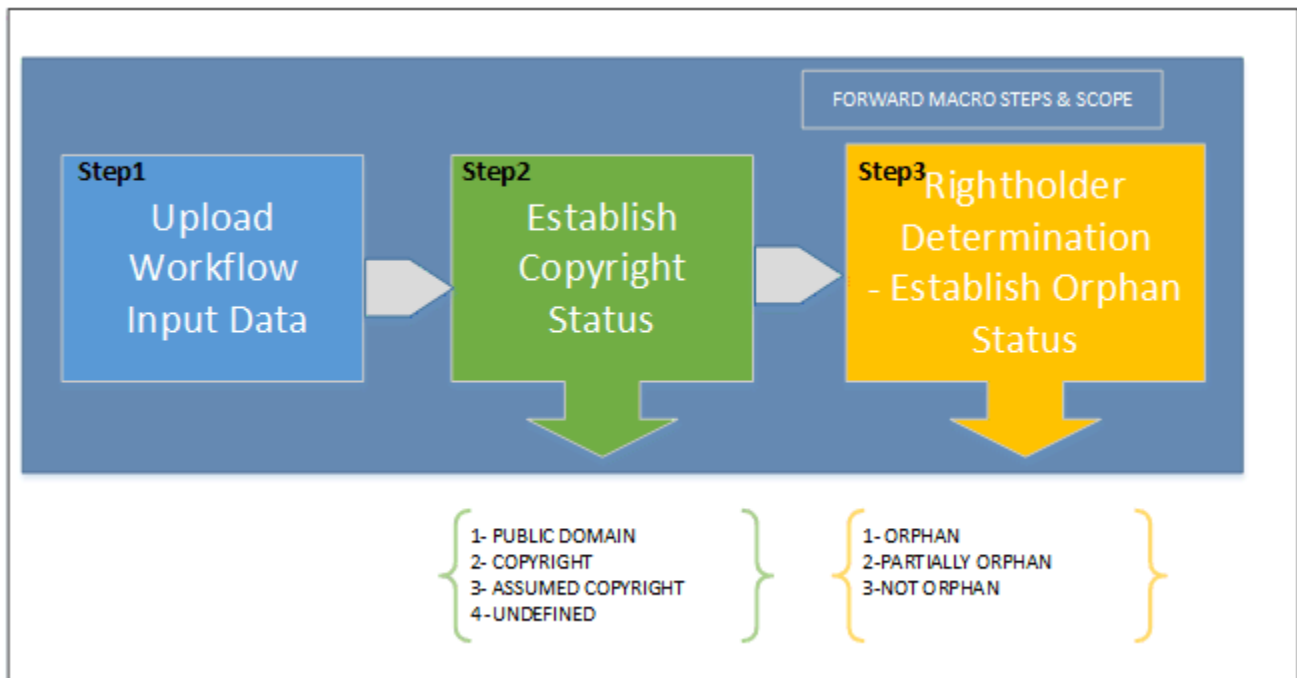 FORWARD MACRO STEPS & SCOPE
Step1
Upload
Workflow
Input Data
Step2
Establish
Copyright
Status
Step3
Rightholder
Determination
- Establish Orphan
Status
1- PUBLIC DOMAIN
2- COPYRIGHT
3- ASSUMED COPYRIGHT
4 -UNDEFINED
1- ORPHAN
2-PARTIALLY ORPHAN
3-NOT ORPHAN